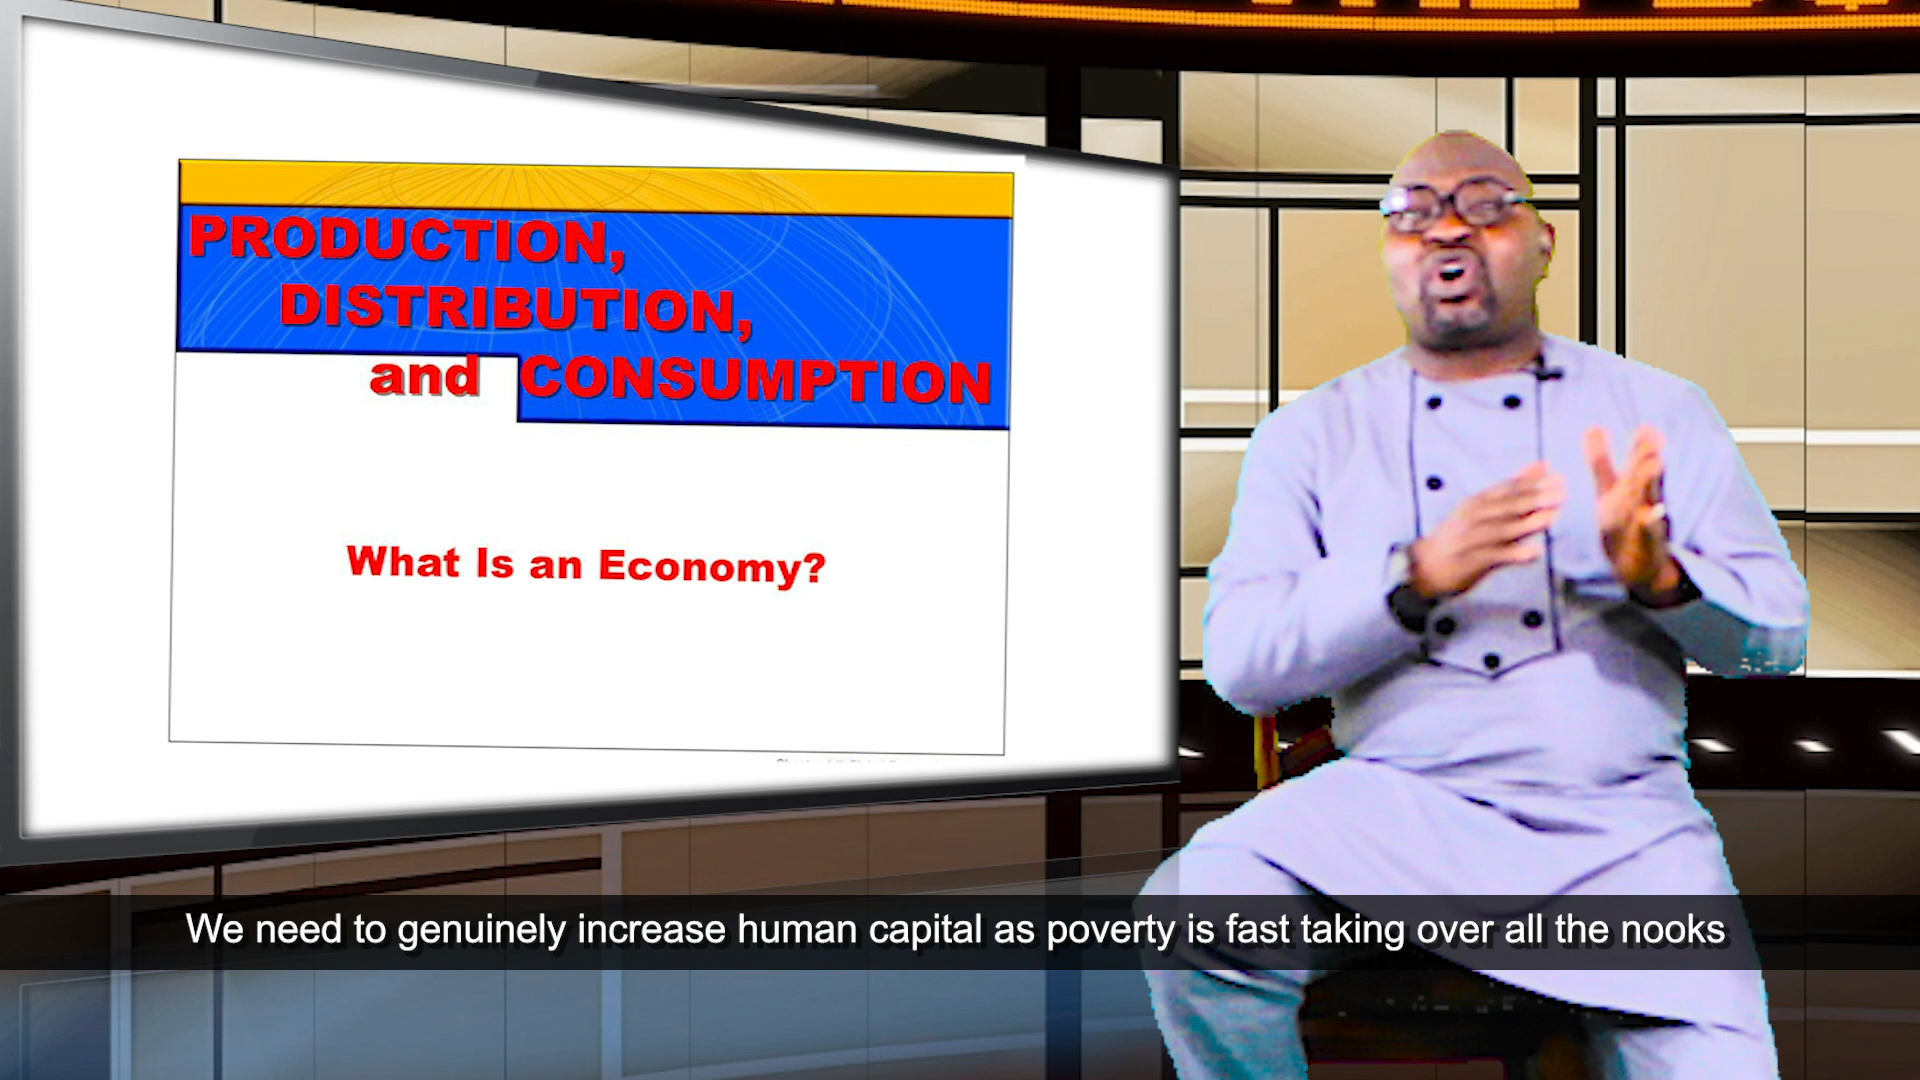 PRODUCTION,
DISTRIBUTION,
and CONSUMPTION
What Is an Economy?
We need to genuinely increase human capital as poverty is fast taking over all the nooks